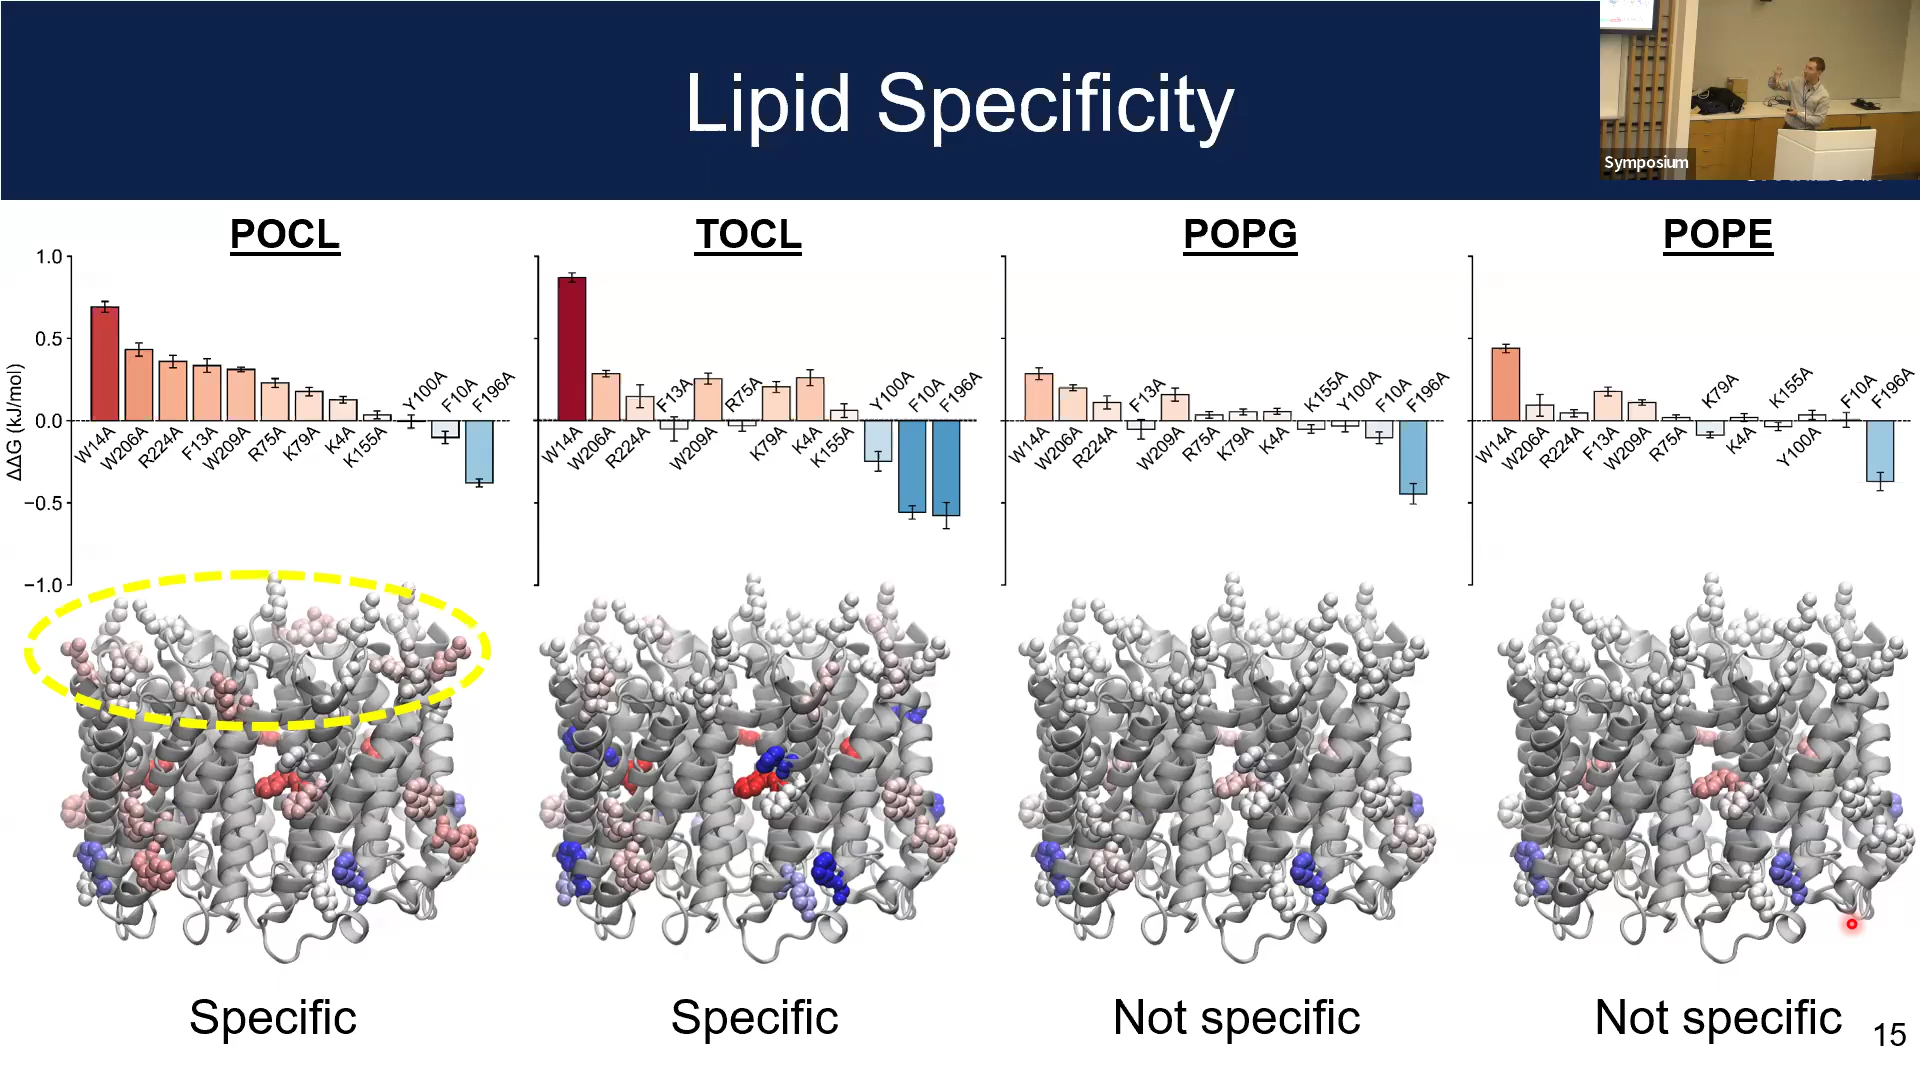 Lipid Specificity
Symposium
POCL
TOCL
POPG
POPE
ΔΔG (kJ/mol)
1.0
0.5
0.0
−0.5
−1.0
W14A W206A R224A F13A W209A R75A K79A K4A K155A Y100A F10A F196A
W14A W206A R224A F13A W209A R75A K79A K4A K155A Y100A F10A F196A
W14A W206A R224A F13A W209A R75A K79A K4A K155A Y100A F10A F196A
W14A W206A R224A F13A W209A R75A K79A K4A K155A Y100A F10A F196A
Specific
Specific
Not specific
Not specific
15